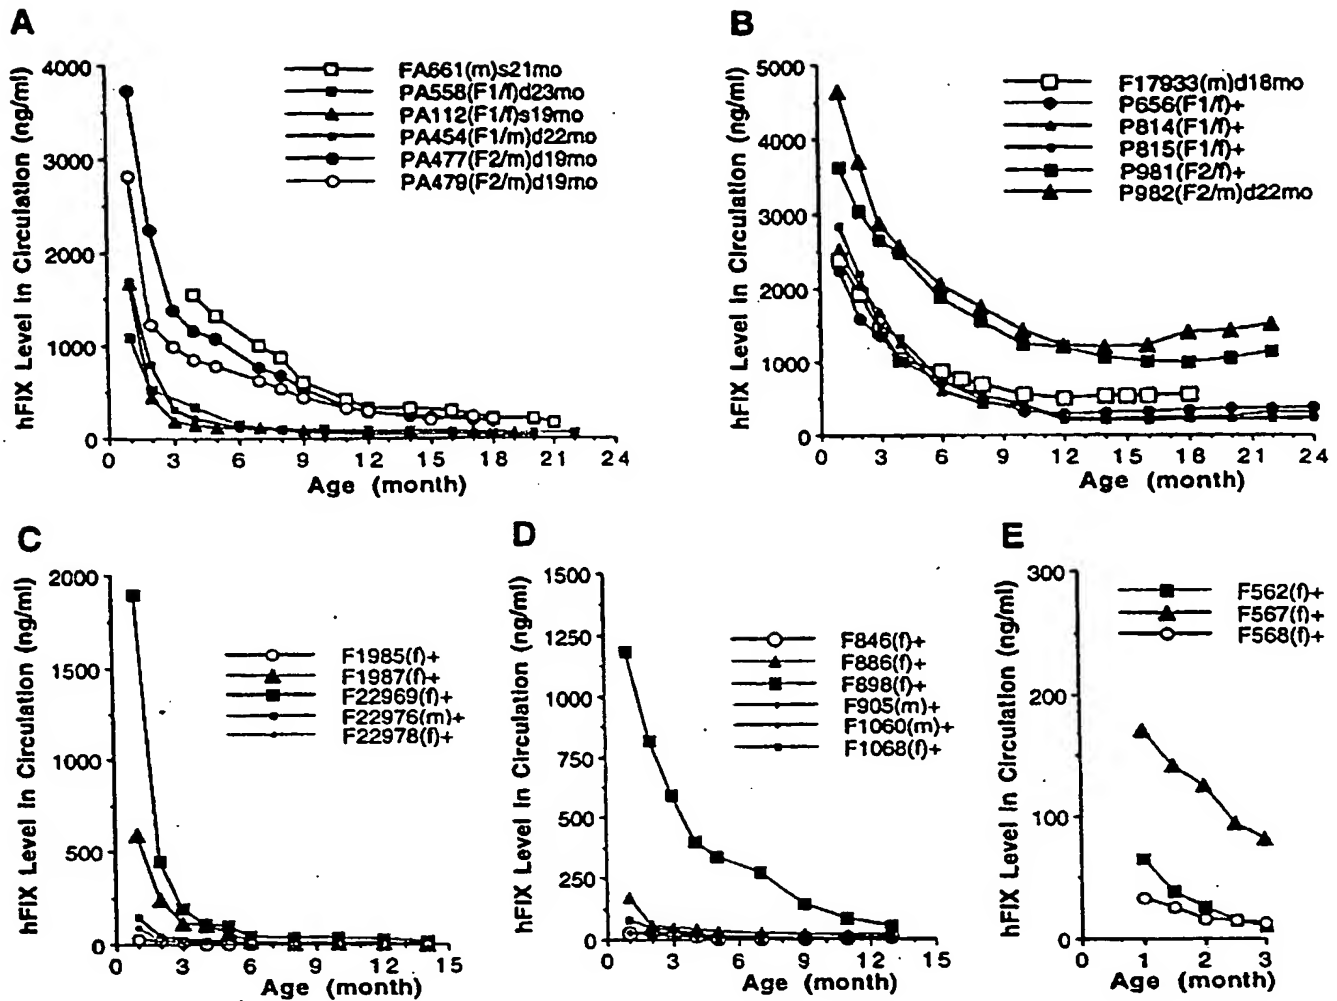 A
hFIX Level In Circulation (ng/ml)
4000
3000
2000
1000
0
0 3 6 9 12 15 18 21 24
Age (month)
FA661(m)s21mo
PA558(F1/f)d23mo
PA112(F1/f)s19mo
PA454(F1/m)d22mo
PA477(F2/m)d19mo
PA479(F2/m)d19mo
B
hFIX Level In Circulation (ng/ml)
5000
4000
3000
2000
1000
0
0 3 6 9 12 15 18 21 24
Age (month)
F17933(m)d18mo
P656(F1/f)+
P814(F1/f)+
P815(F1/f)+
P981(F2/f)+
P982(F2/m)d22mo
C
hFIX Level In Circulation (ng/ml)
2000
1500
1000
500
0
0 3 6 9 12 15
Age (month)
F1985(f)+
F1987(f)+
F22969(f)+
F22976(m)+
F22978(f)+
D
hFIX Level In Circulation (ng/ml)
1500
1250
1000
750
500
250
0
0 3 6 9 12 15
Age (month)
F846(f)+
F886(f)+
F898(f)+
F905(m)+
F1060(m)+
F1068(f)+
E
hFIX Level In Circulation (ng/ml)
300
200
100
0
0 1 2 3
Age (month)
F562(f)+
F567(f)+
F568(f)+